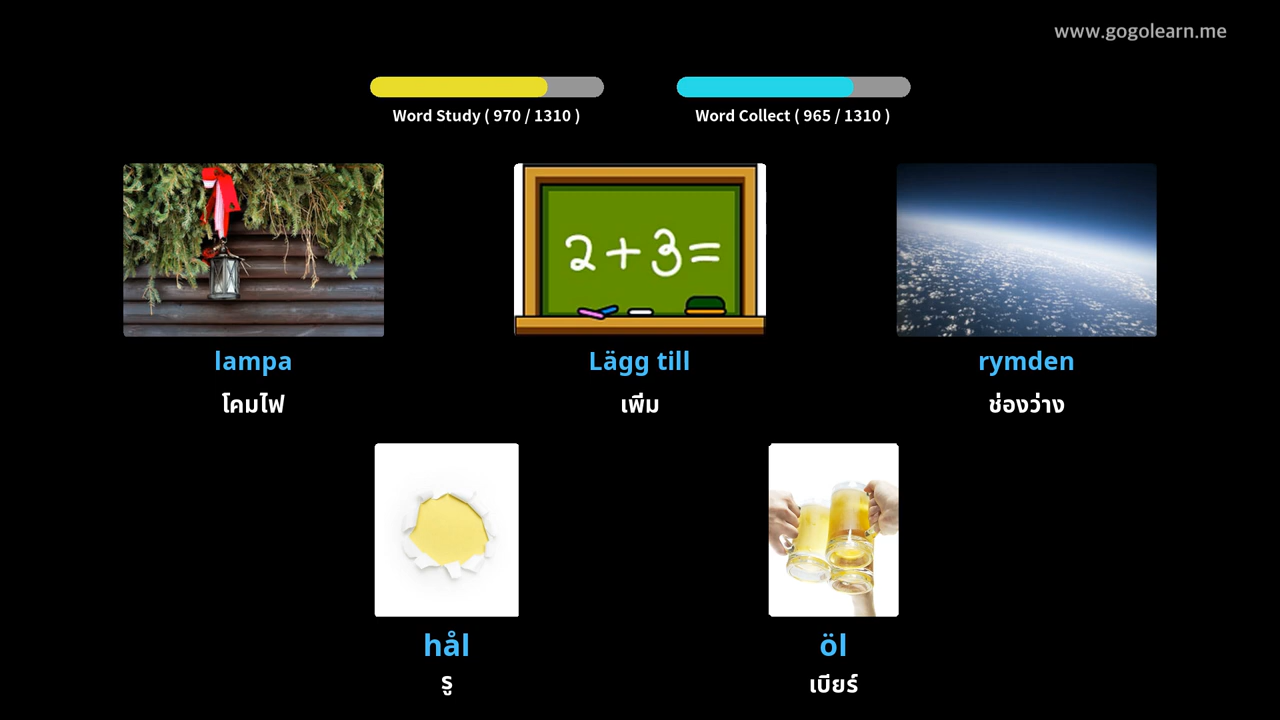 www.gogolearn.me
Word Study ( 970 / 1310 )
Word Collect ( 965 / 1310 )
2+3=
lampa
Lägg till
rymden
โคมไฟ
เพิ่ม
ช่องว่าง
hål
öl
รู
เบียร์